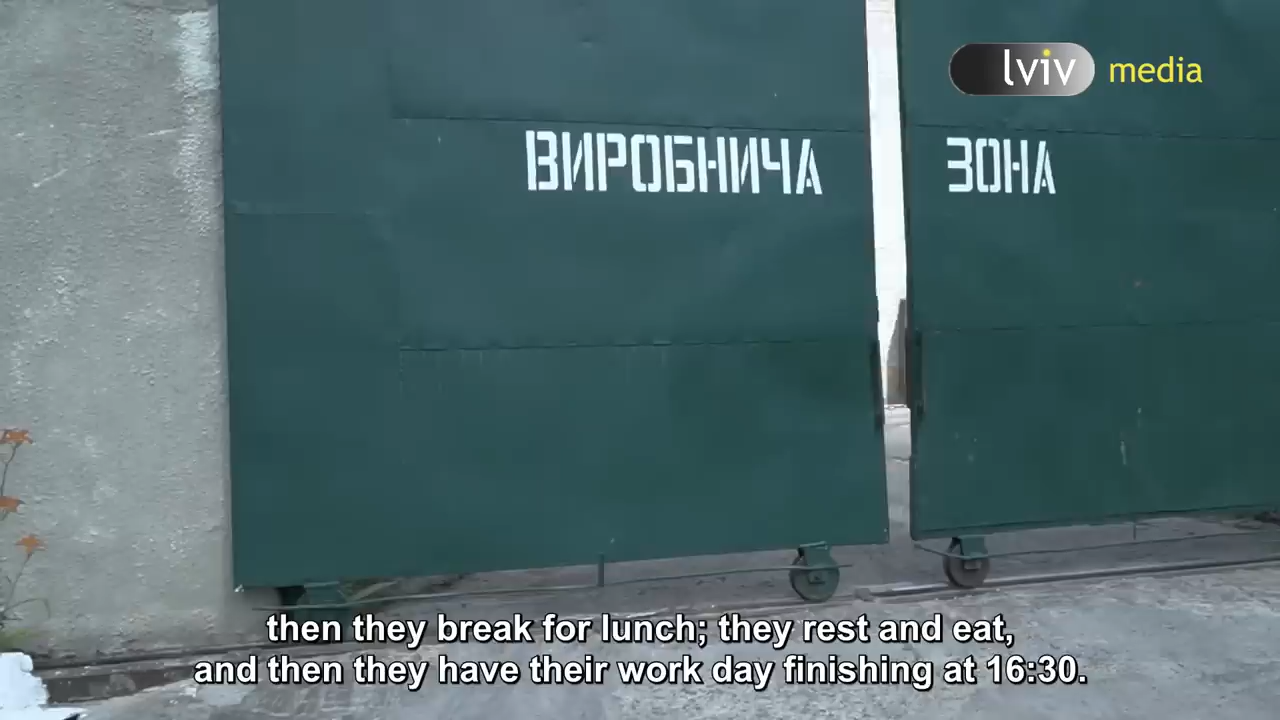 lviv media
ВИРОБНИЧА ЗОНА
then they break for lunch; they rest and eat,
and then they have their work day finishing at 16:30.